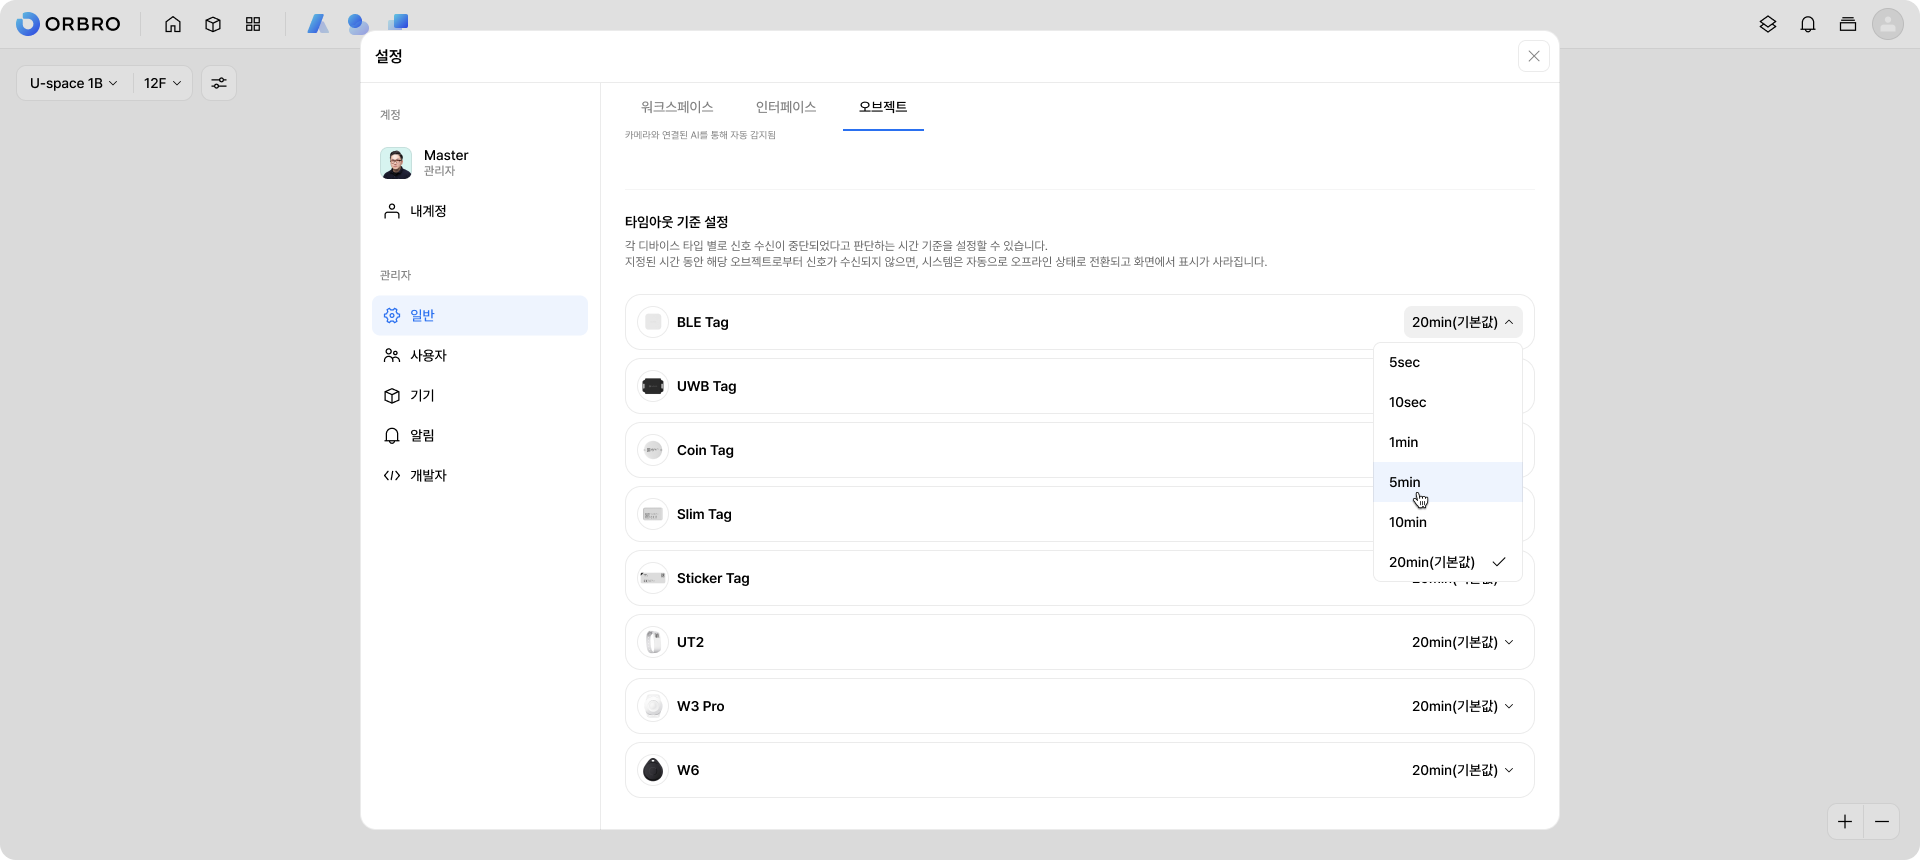 ORBRO
U-space 1B
12F
설정
계정
Master
관리자
내계정
관리자
일반
사용자
기기
알림
개발자
워크스페이스 인터페이스 오브젝트
카메라와 연결된 AI를 통해 자동 감지됨
타임아웃 기준 설정
각 디바이스 타입 별로 신호 수신이 중단되었다고 판단하는 시간 기준을 설정할 수 있습니다.
지정된 시간 동안 해당 오브젝트로부터 신호가 수신되지 않으면, 시스템은 자동으로 오프라인 상태로 전환되고 화면에서 표시가 사라집니다.
BLE Tag 20min(기본값)
5sec
10sec
1min
5min
10min
20min(기본값)
UWB Tag
Coin Tag
Slim Tag
Sticker Tag
UT2 20min(기본값)
W3 Pro 20min(기본값)
W6 20min(기본값)